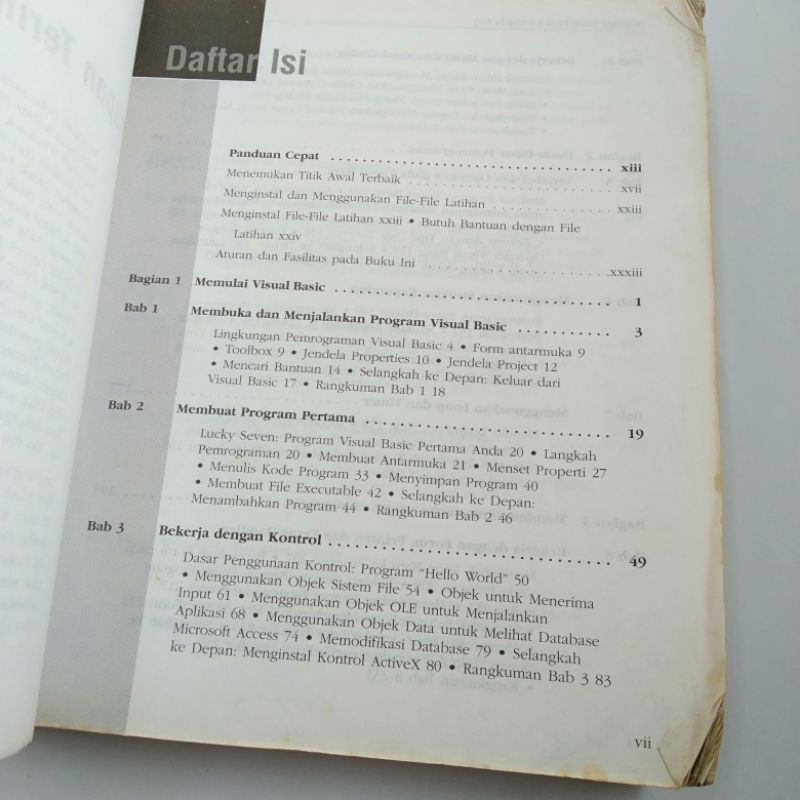 Daftar Isi
Panduan Cepat . . . . . . . . . . . . . . . . . . . . . . . . . . . . . . xiii
Menemukan Titik Awal Terbaik . . . . . . . . . . . . . . . . . . . . . xvii
Menginstal dan Menggunakan File-File Latihan . . . . . . . . . . . . xxiii
Menginstal File-File Latihan xxiii • Butuh Bantuan dengan File
Latihan xxiv
Aturan dan Fasilitas pada Buku Ini . . . . . . . . . . . . . . . . . xxxiii
Bagian 1 Memulai Visual Basic . . . . . . . . . . . . . . . . . . . . . . . . . 1
Bab 1 Membuka dan Menjalankan Program Visual Basic . . . . . . . . . . 3
Lingkungan Pemrograman Visual Basic 4 • Form antarmuka 9
• Toolbox 9 • Jendela Properties 10 • Jendela Project 12
• Mencari Bantuan 14 • Selangkah ke Depan: Keluar dari
Visual Basic 17 • Rangkuman Bab 1 18
Bab 2 Membuat Program Pertama . . . . . . . . . . . . . . . . . . . . . . . 19
Lucky Seven: Program Visual Basic Pertama Anda 20 • Langkah
Pemrograman 20 • Membuat Antarmuka 21 • Menset Properti 27
• Menulis Kode Program 33 • Menyimpan Program 40
• Membuat File Executable 42 • Selangkah ke Depan:
Menambahkan Program 44 • Rangkuman Bab 2 46
Bab 3 Bekerja dengan Kontrol . . . . . . . . . . . . . . . . . . . . . . . . . 49
Dasar Penggunaan Kontrol: Program "Hello World" 50
• Menggunakan Objek Sistem File 54 • Objek untuk Menerima
Input 61 • Menggunakan Objek OLE untuk Menjalankan
Aplikasi 68 • Menggunakan Objek Data untuk Melihat Database
Microsoft Access 74 • Memodifikasi Database 79 • Selangkah
ke Depan: Menginstal Kontrol ActiveX 80 • Rangkuman Bab 3 83
vii